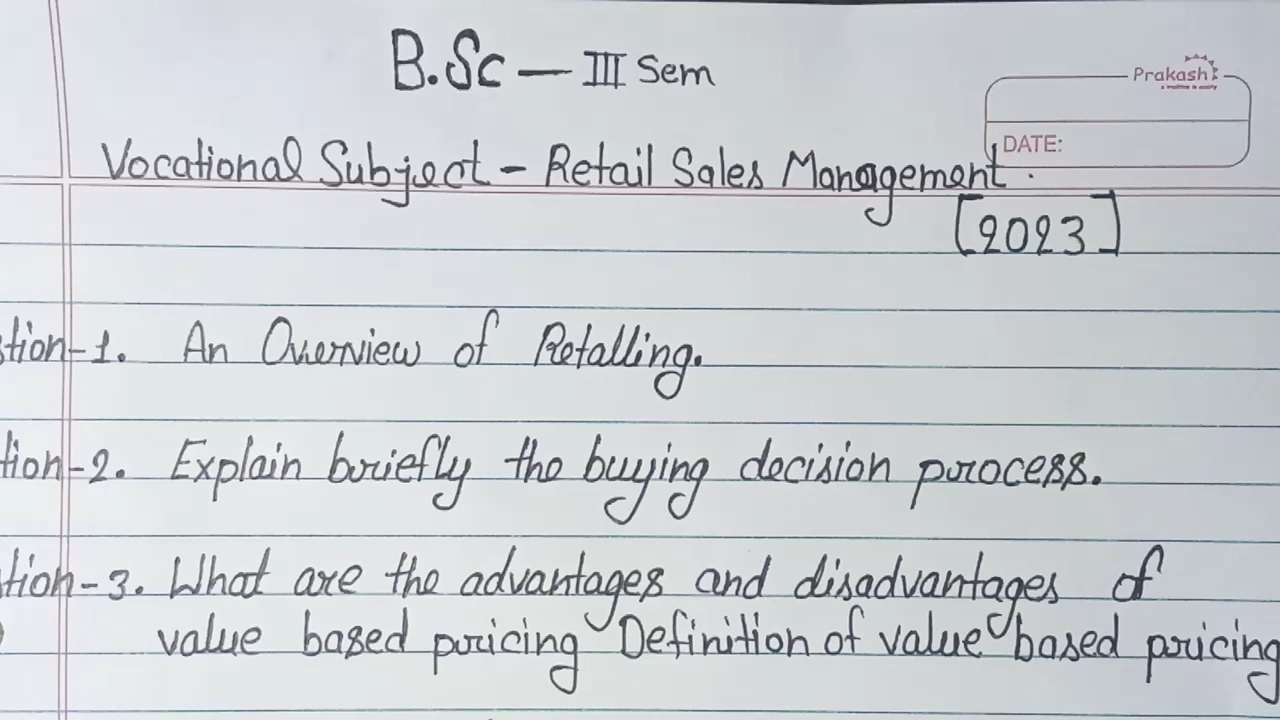 B.Sc — III Sem
Prakash
DATE:
Vocational Subject - Retail Sales Management.
[2023]
tion-1. An Overview of Retalling.
tion-2. Explain briefly the buying decision process.
tion-3. What are the advantages and disadvantages of
value based pricing Definition of value based pricing